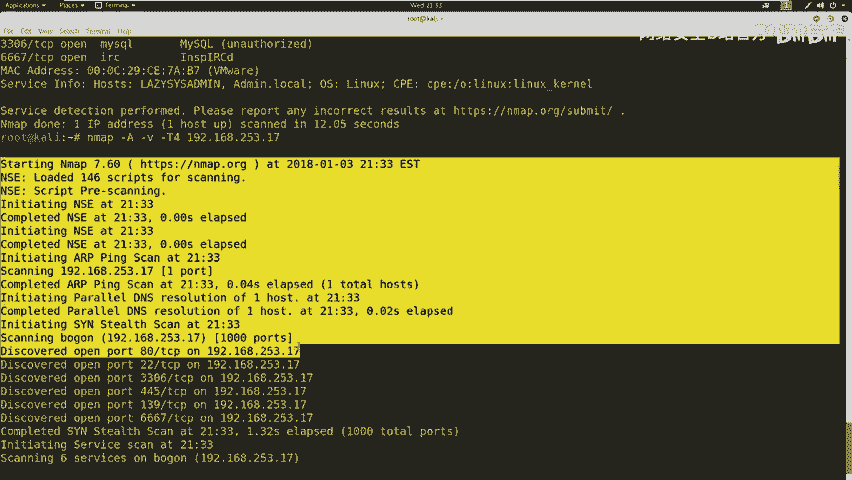 Applications
Places
Terminal
Wed 21:33
root@kali: ~
File Edit View Search Terminal Help
3306/tcp open mysql MySQL (unauthorized)
6667/tcp open irc InspIRCd
MAC Address: 00:0C:29:CE:7A:B7 (VMware)
Service Info: Hosts: LAZYSYSADMIN, Admin.local; OS: Linux; CPE: cpe:/o:linux:linux_kernel
Service detection performed. Please report any incorrect results at https://nmap.org/submit/ .
Nmap done: 1 IP address (1 host up) scanned in 12.05 seconds
root@kali:~# nmap -A -v -T4 192.168.253.17
Starting Nmap 7.60 ( https://nmap.org ) at 2018-01-03 21:33 EST
NSE: Loaded 146 scripts for scanning.
NSE: Script Pre-scanning.
Initiating NSE at 21:33
Completed NSE at 21:33, 0.00s elapsed
Initiating NSE at 21:33
Completed NSE at 21:33, 0.00s elapsed
Initiating ARP Ping Scan at 21:33
Scanning 192.168.253.17 [1 port]
Completed ARP Ping Scan at 21:33, 0.04s elapsed (1 total hosts)
Initiating Parallel DNS resolution of 1 host. at 21:33
Completed Parallel DNS resolution of 1 host. at 21:33, 0.02s elapsed
Initiating SYN Stealth Scan at 21:33
Scanning bogon (192.168.253.17) [1000 ports]
Discovered open port 80/tcp on 192.168.253.17
Discovered open port 22/tcp on 192.168.253.17
Discovered open port 3306/tcp on 192.168.253.17
Discovered open port 445/tcp on 192.168.253.17
Discovered open port 139/tcp on 192.168.253.17
Discovered open port 6667/tcp on 192.168.253.17
Completed SYN Stealth Scan at 21:33, 1.32s elapsed (1000 total ports)
Initiating Service scan at 21:33
Scanning 6 services on bogon (192.168.253.17)